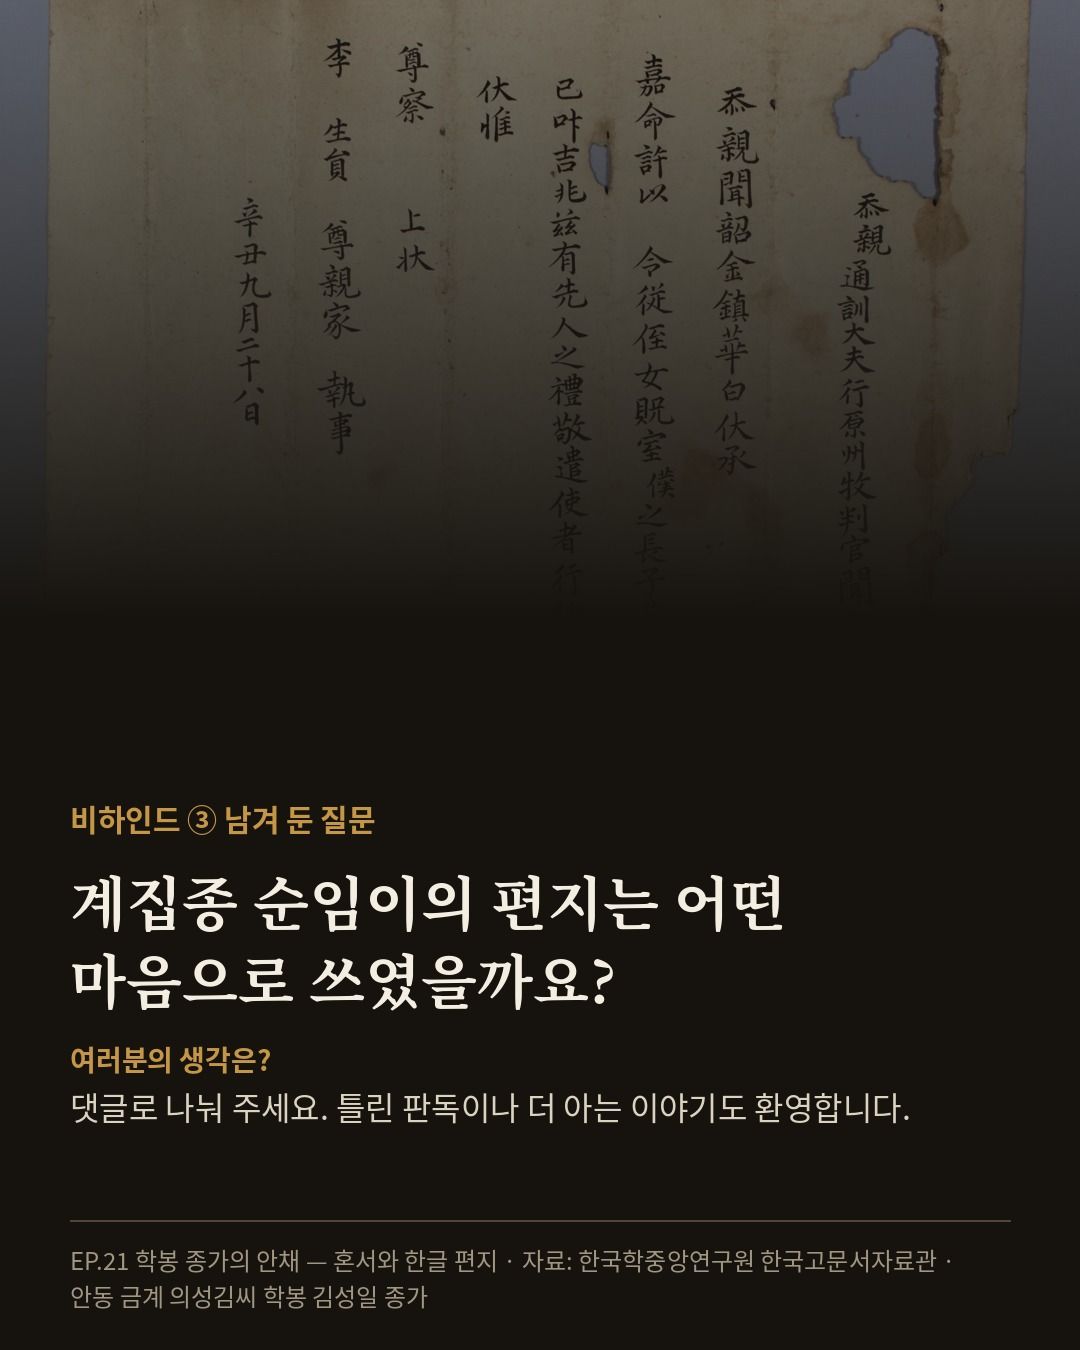 忝親通訓大夫行原州牧判官
忝親聞韶金鎭華白伏承
嘉命許以 令從侄女貺室僕之長子
已叶吉兆玆有先人之禮敬遣使者行
伏惟
尊察 上狀
李 生員 尊親家 執事
辛丑九月二十八日
비하인드 ③ 남겨 둔 질문
계집종 순임이의 편지는 어떤
마음으로 쓰였을까요?
여러분의 생각은?
댓글로 나눠 주세요. 틀린 판독이나 더 아는 이야기도 환영합니다.
EP.21 학봉 종가의 안채 — 혼서와 한글 편지 · 자료: 한국학중앙연구원 한국고문서자료관 ·
안동 금계 의성김씨 학봉 김성일 종가